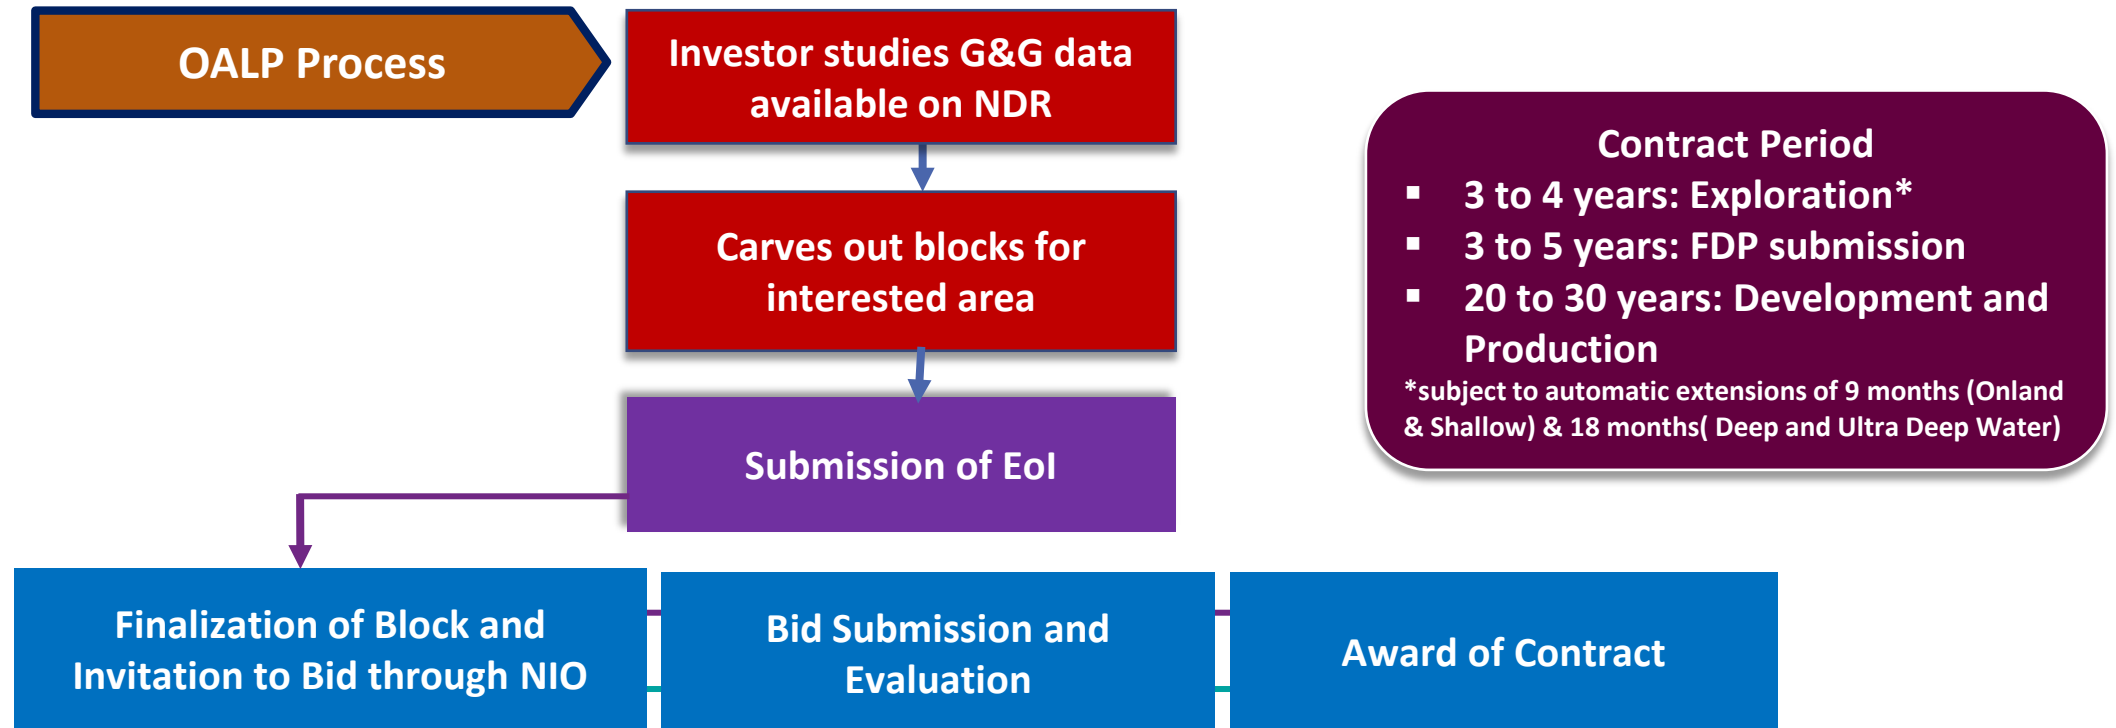 OALP Process
Investor studies G&G data
available on NDR
Carves out blocks for
interested area
Submission of EoI
Contract Period
▪ 3 to 4 years: Exploration*
▪ 3 to 5 years: FDP submission
▪ 20 to 30 years: Development and
Production
*subject to automatic extensions of 9 months (Onland
& Shallow) & 18 months( Deep and Ultra Deep Water)
Finalization of Block and
Invitation to Bid through NIO
Bid Submission and
Evaluation
Award of Contract